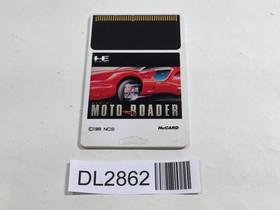 HE
MOTO ROADER
©1989 NCS
HuCARD
DL2862